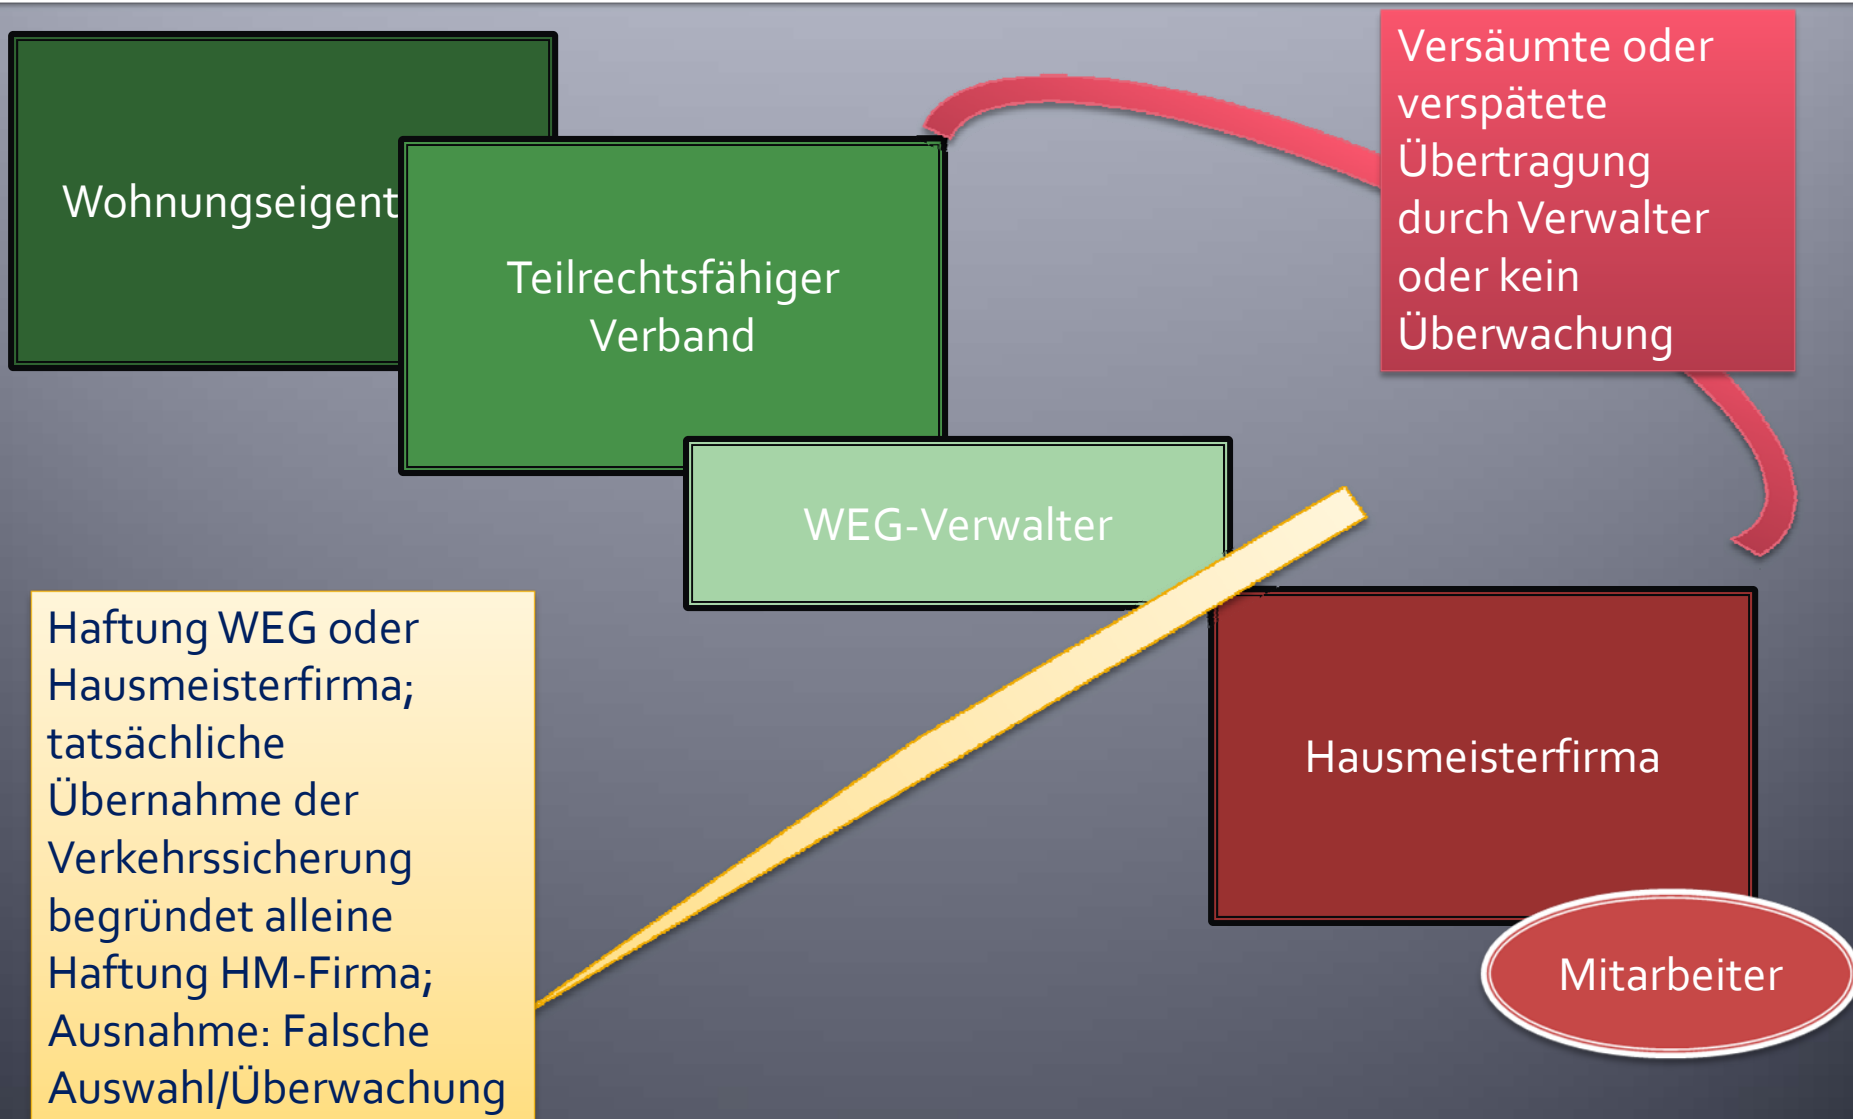 Wohnungseigent
Teilrechtsfähiger
Verband
WEG-Verwalter
Versäumte oder
verspätete
Übertragung
durch Verwalter
oder kein
Überwachung
Haftung WEG oder
Hausmeisterfirma;
tatsächliche
Übernahme der
Verkehrssicherung
begründet alleine
Haftung HM-Firma;
Ausnahme: Falsche
Auswahl/Überwachung
Hausmeisterfirma
Mitarbeiter